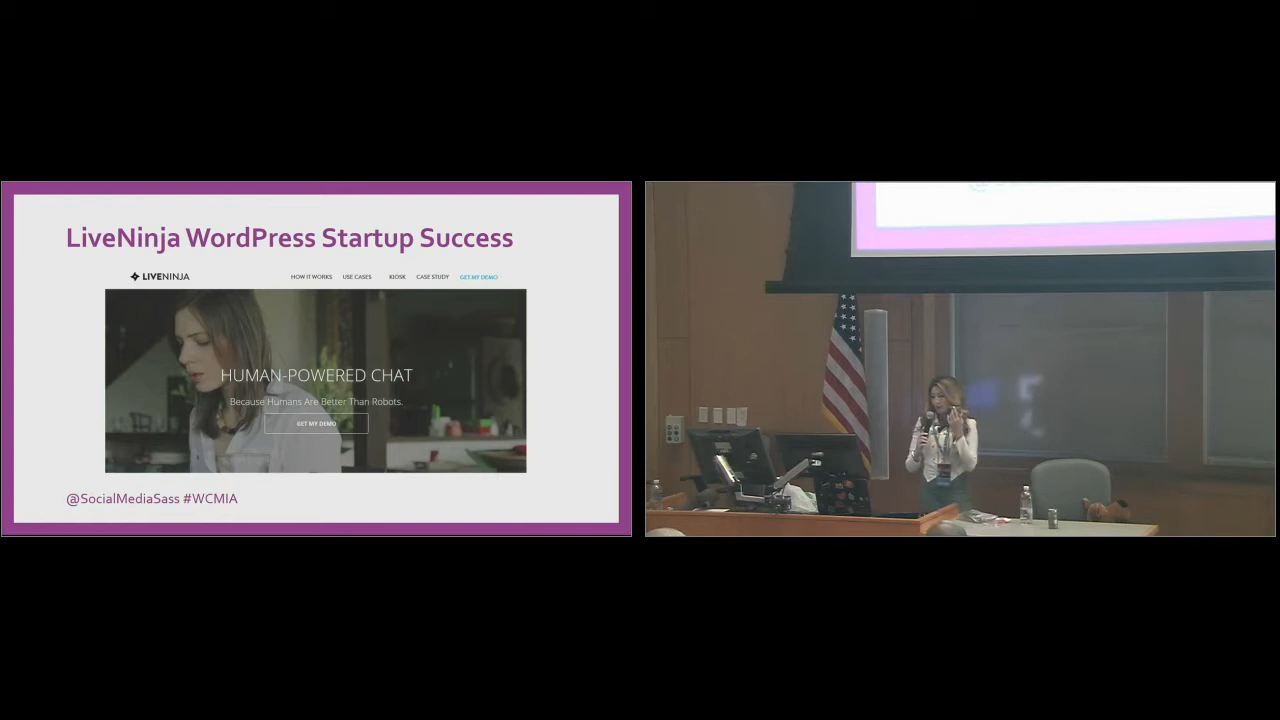 LiveNinja WordPress Startup Success
LIVENINJA
HOW IT WORKS USE CASES KIOSK CASE STUDY GET MY DEMO
HUMAN-POWERED CHAT
Because Humans Are Better Than Robots.
GET MY DEMO
@SocialMediaSass #WCMIA